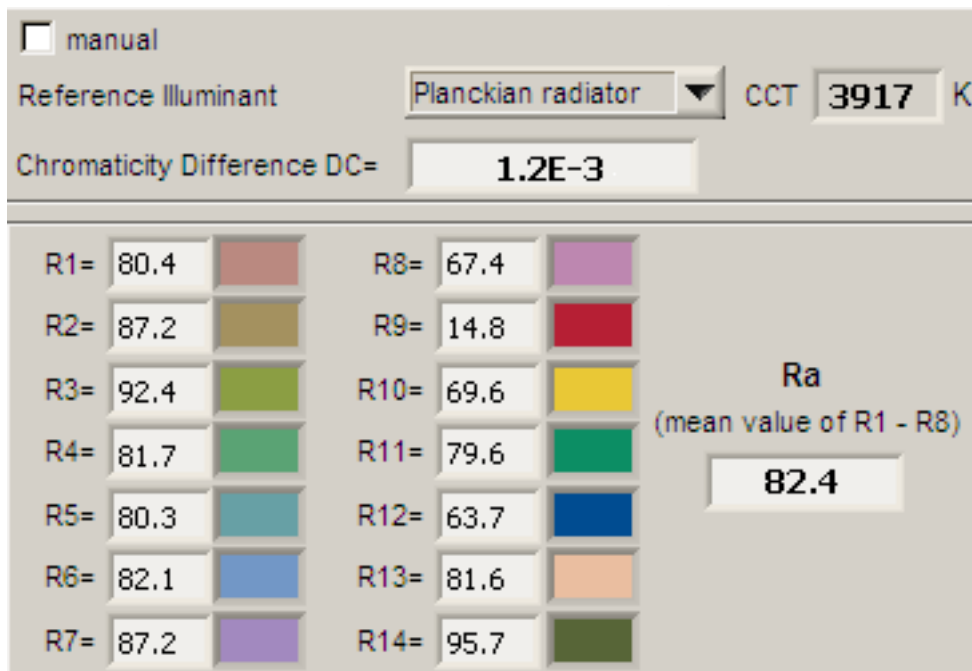 manual
Reference Illuminant Planckian radiator CCT 3917 K
Chromaticity Difference DC= 1.2E-3
R1= 80.4 R8= 67.4
R2= 87.2 R9= 14.8
R3= 92.4 R10= 69.6
R4= 81.7 R11= 79.6
R5= 80.3 R12= 63.7
R6= 82.1 R13= 81.6
R7= 87.2 R14= 95.7
Ra
(mean value of R1 - R8)
82.4